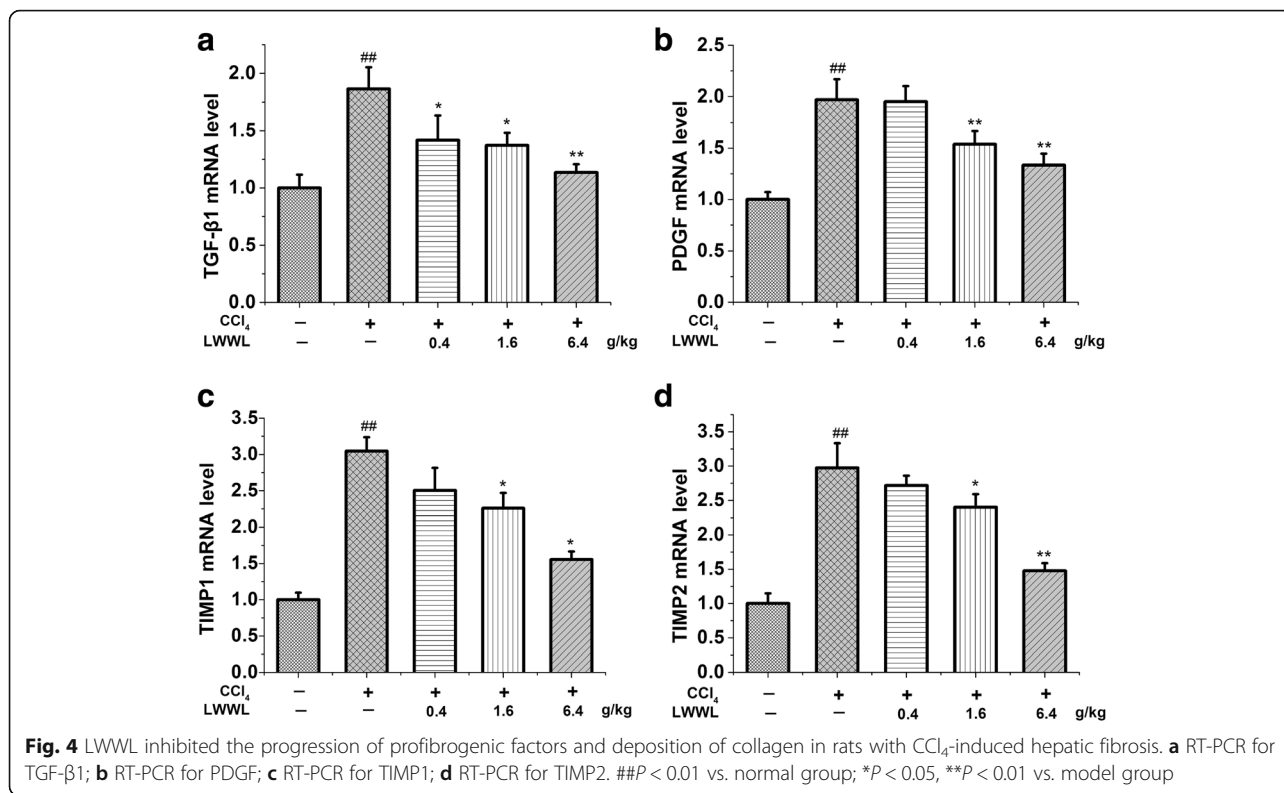 a
TGF-β1 mRNA level
2.0
1.5
1.0
0.5
0.0
##
*
*
**
CCl₄ – + + + +
LWWL – – 0.4 1.6 6.4 g/kg
b
PDGF mRNA level
2.5
2.0
1.5
1.0
0.5
0.0
##
**
**
CCl₄ – + + + +
LWWL – – 0.4 1.6 6.4 g/kg
c
TIMP1 mRNA level
3.5
3.0
2.5
2.0
1.5
1.0
0.5
0.0
##
*
*
CCl₄ – + + + +
LWWL – – 0.4 1.6 6.4 g/kg
d
TIMP2 mRNA level
3.5
3.0
2.5
2.0
1.5
1.0
0.5
0.0
##
*
**
CCl₄ – + + + +
LWWL – – 0.4 1.6 6.4 g/kg
Fig. 4 LWWL inhibited the progression of profibrogenic factors and deposition of collagen in rats with CCl₄-induced hepatic fibrosis. a RT-PCR for
TGF-β1; b RT-PCR for PDGF; c RT-PCR for TIMP1; d RT-PCR for TIMP2. ##P < 0.01 vs. normal group; *P < 0.05, **P < 0.01 vs. model group